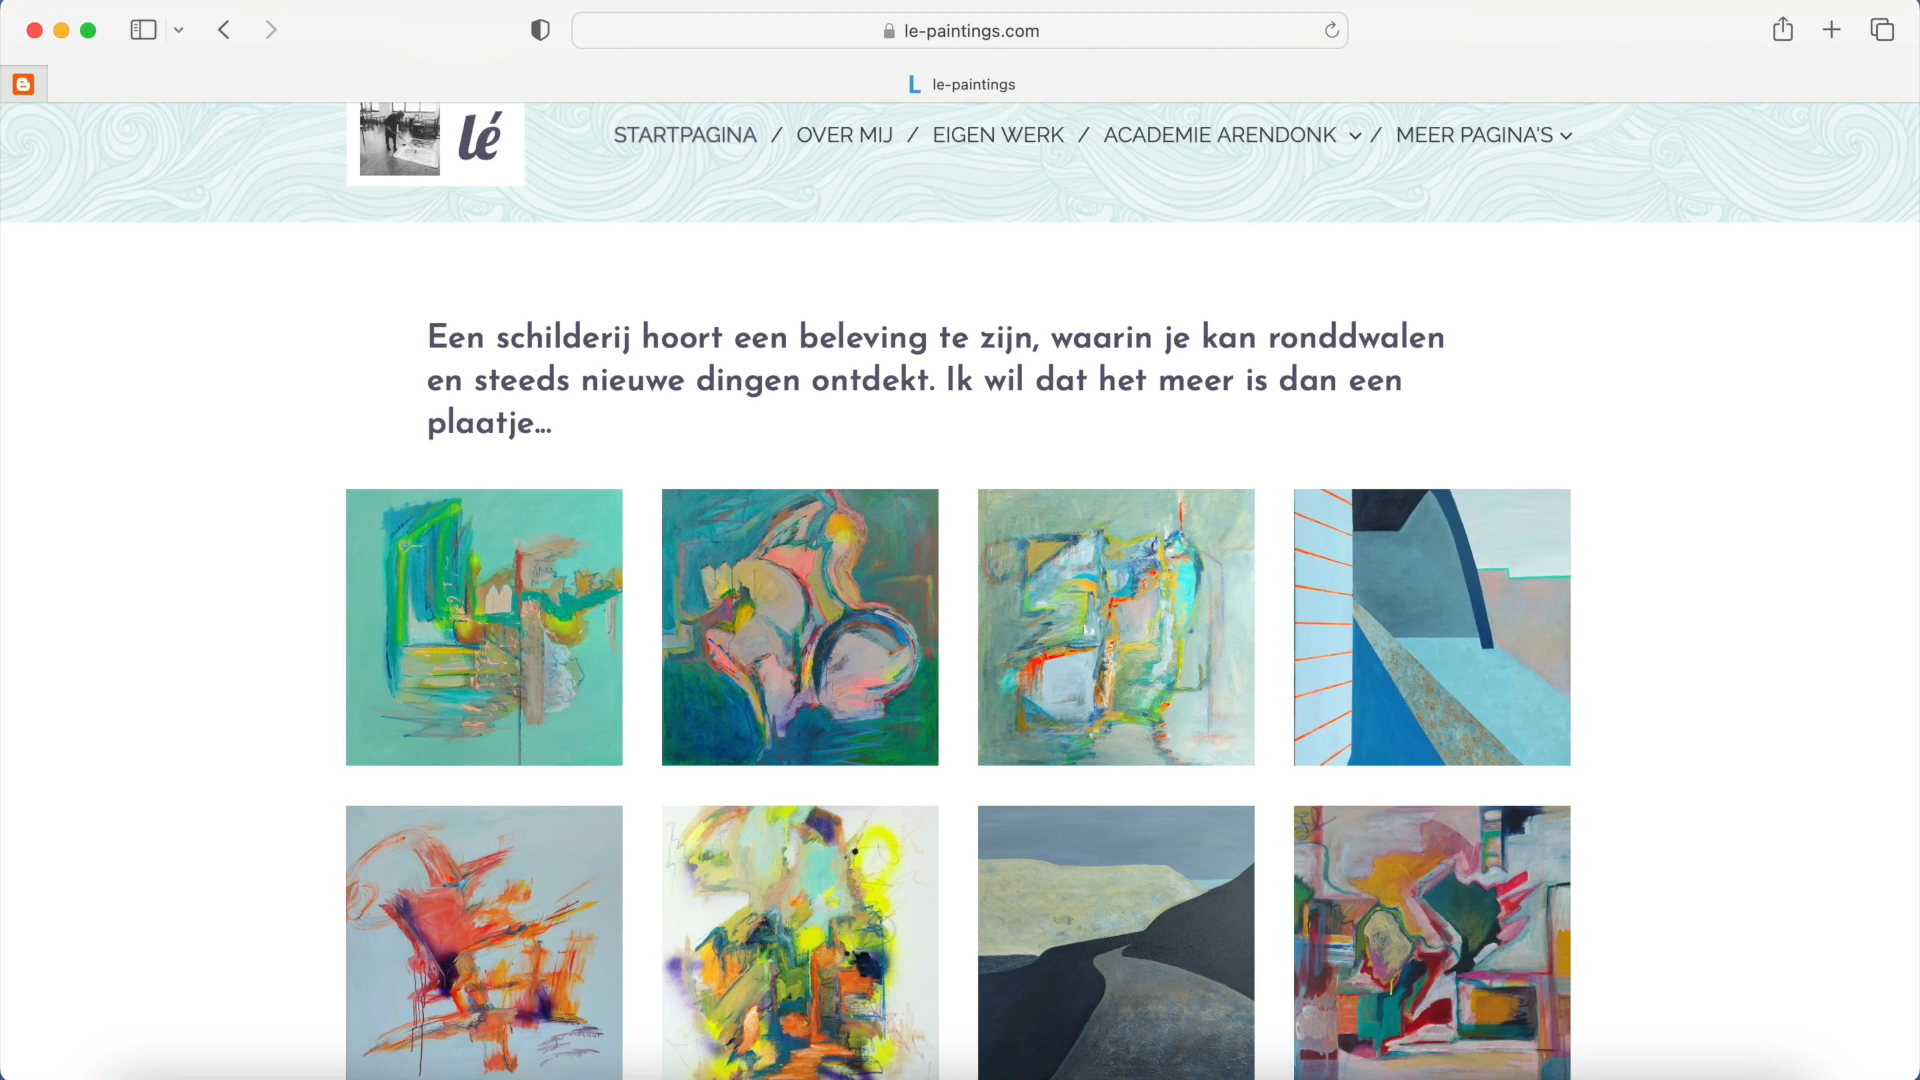 le-paintings.com
le-paintings
lé
STARTPAGINA / OVER MIJ / EIGEN WERK / ACADEMIE ARENDONK / MEER PAGINA'S
Een schilderij hoort een beleving te zijn, waarin je kan ronddwalen
en steeds nieuwe dingen ontdekt. Ik wil dat het meer is dan een
plaatje...